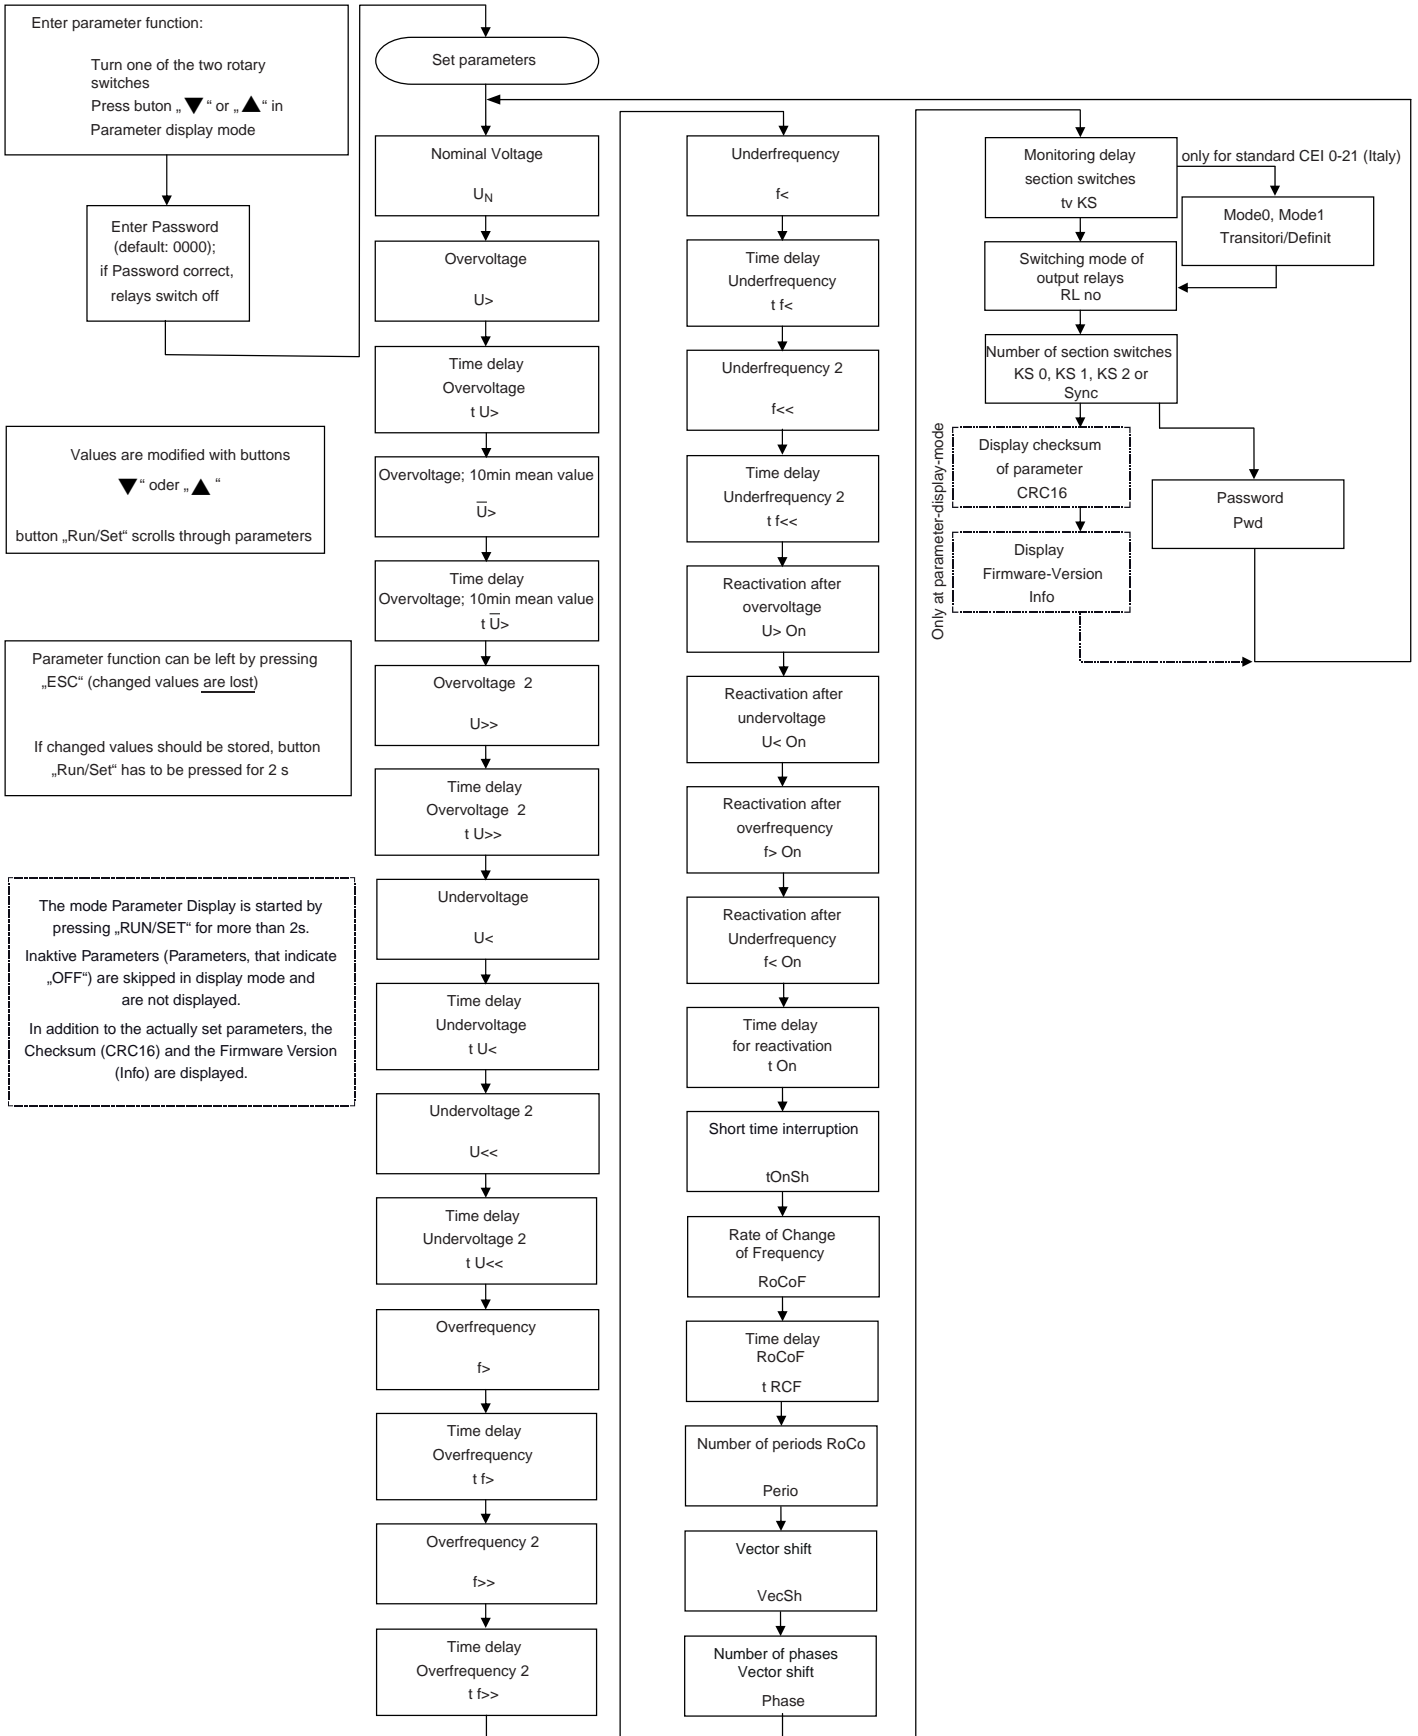 Enter parameter function:
Turn one of the two rotary
switches
Press buton „ ▼ “ or „ ▲ “ in
Parameter display mode
Enter Password
(default: 0000);
if Password correct,
relays switch off
Values are modified with buttons
▼ “ oder „ ▲ “
button „Run/Set“ scrolls through parameters
Parameter function can be left by pressing
„ESC“ (changed values are lost)
If changed values should be stored, button
„Run/Set“ has to be pressed for 2 s
The mode Parameter Display is started by
pressing „RUN/SET“ for more than 2s.
Inaktive Parameters (Parameters, that indicate
„OFF“) are skipped in display mode and
are not displayed.
In addition to the actually set parameters, the
Checksum (CRC16) and the Firmware Version
(Info) are displayed.
Set parameters
Nominal Voltage
U_N
Overvoltage
U>
Time delay
Overvoltage
t U>
Overvoltage; 10min mean value
U̅>
Time delay
Overvoltage; 10min mean value
t U̅>
Overvoltage 2
U>>
Time delay
Overvoltage 2
t U>>
Undervoltage
U<
Time delay
Undervoltage
t U<
Undervoltage 2
U<<
Time delay
Undervoltage 2
t U<<
Overfrequency
f>
Time delay
Overfrequency
t f>
Overfrequency 2
f>>
Time delay
Overfrequency 2
t f>>
Underfrequency
f<
Time delay
Underfrequency
t f<
Underfrequency 2
f<<
Time delay
Underfrequency 2
t f<<
Reactivation after
overvoltage
U> On
Reactivation after
undervoltage
U< On
Reactivation after
overfrequency
f> On
Reactivation after
Underfrequency
f< On
Time delay
for reactivation
t On
Short time interruption
tOnSh
Rate of Change
of Frequency
RoCoF
Time delay
RoCoF
t RCF
Number of periods RoCo
Perio
Vector shift
VecSh
Number of phases
Vector shift
Phase
Monitoring delay
section switches
tv KS
only for standard CEI 0-21 (Italy)
Mode0, Mode1
Transitori/Definit
Switching mode of
output relays
RL no
Number of section switches
KS 0, KS 1, KS 2 or
Sync
Only at parameter-display-mode
Display checksum
of parameter
CRC16
Display
Firmware-Version
Info
Password
Pwd